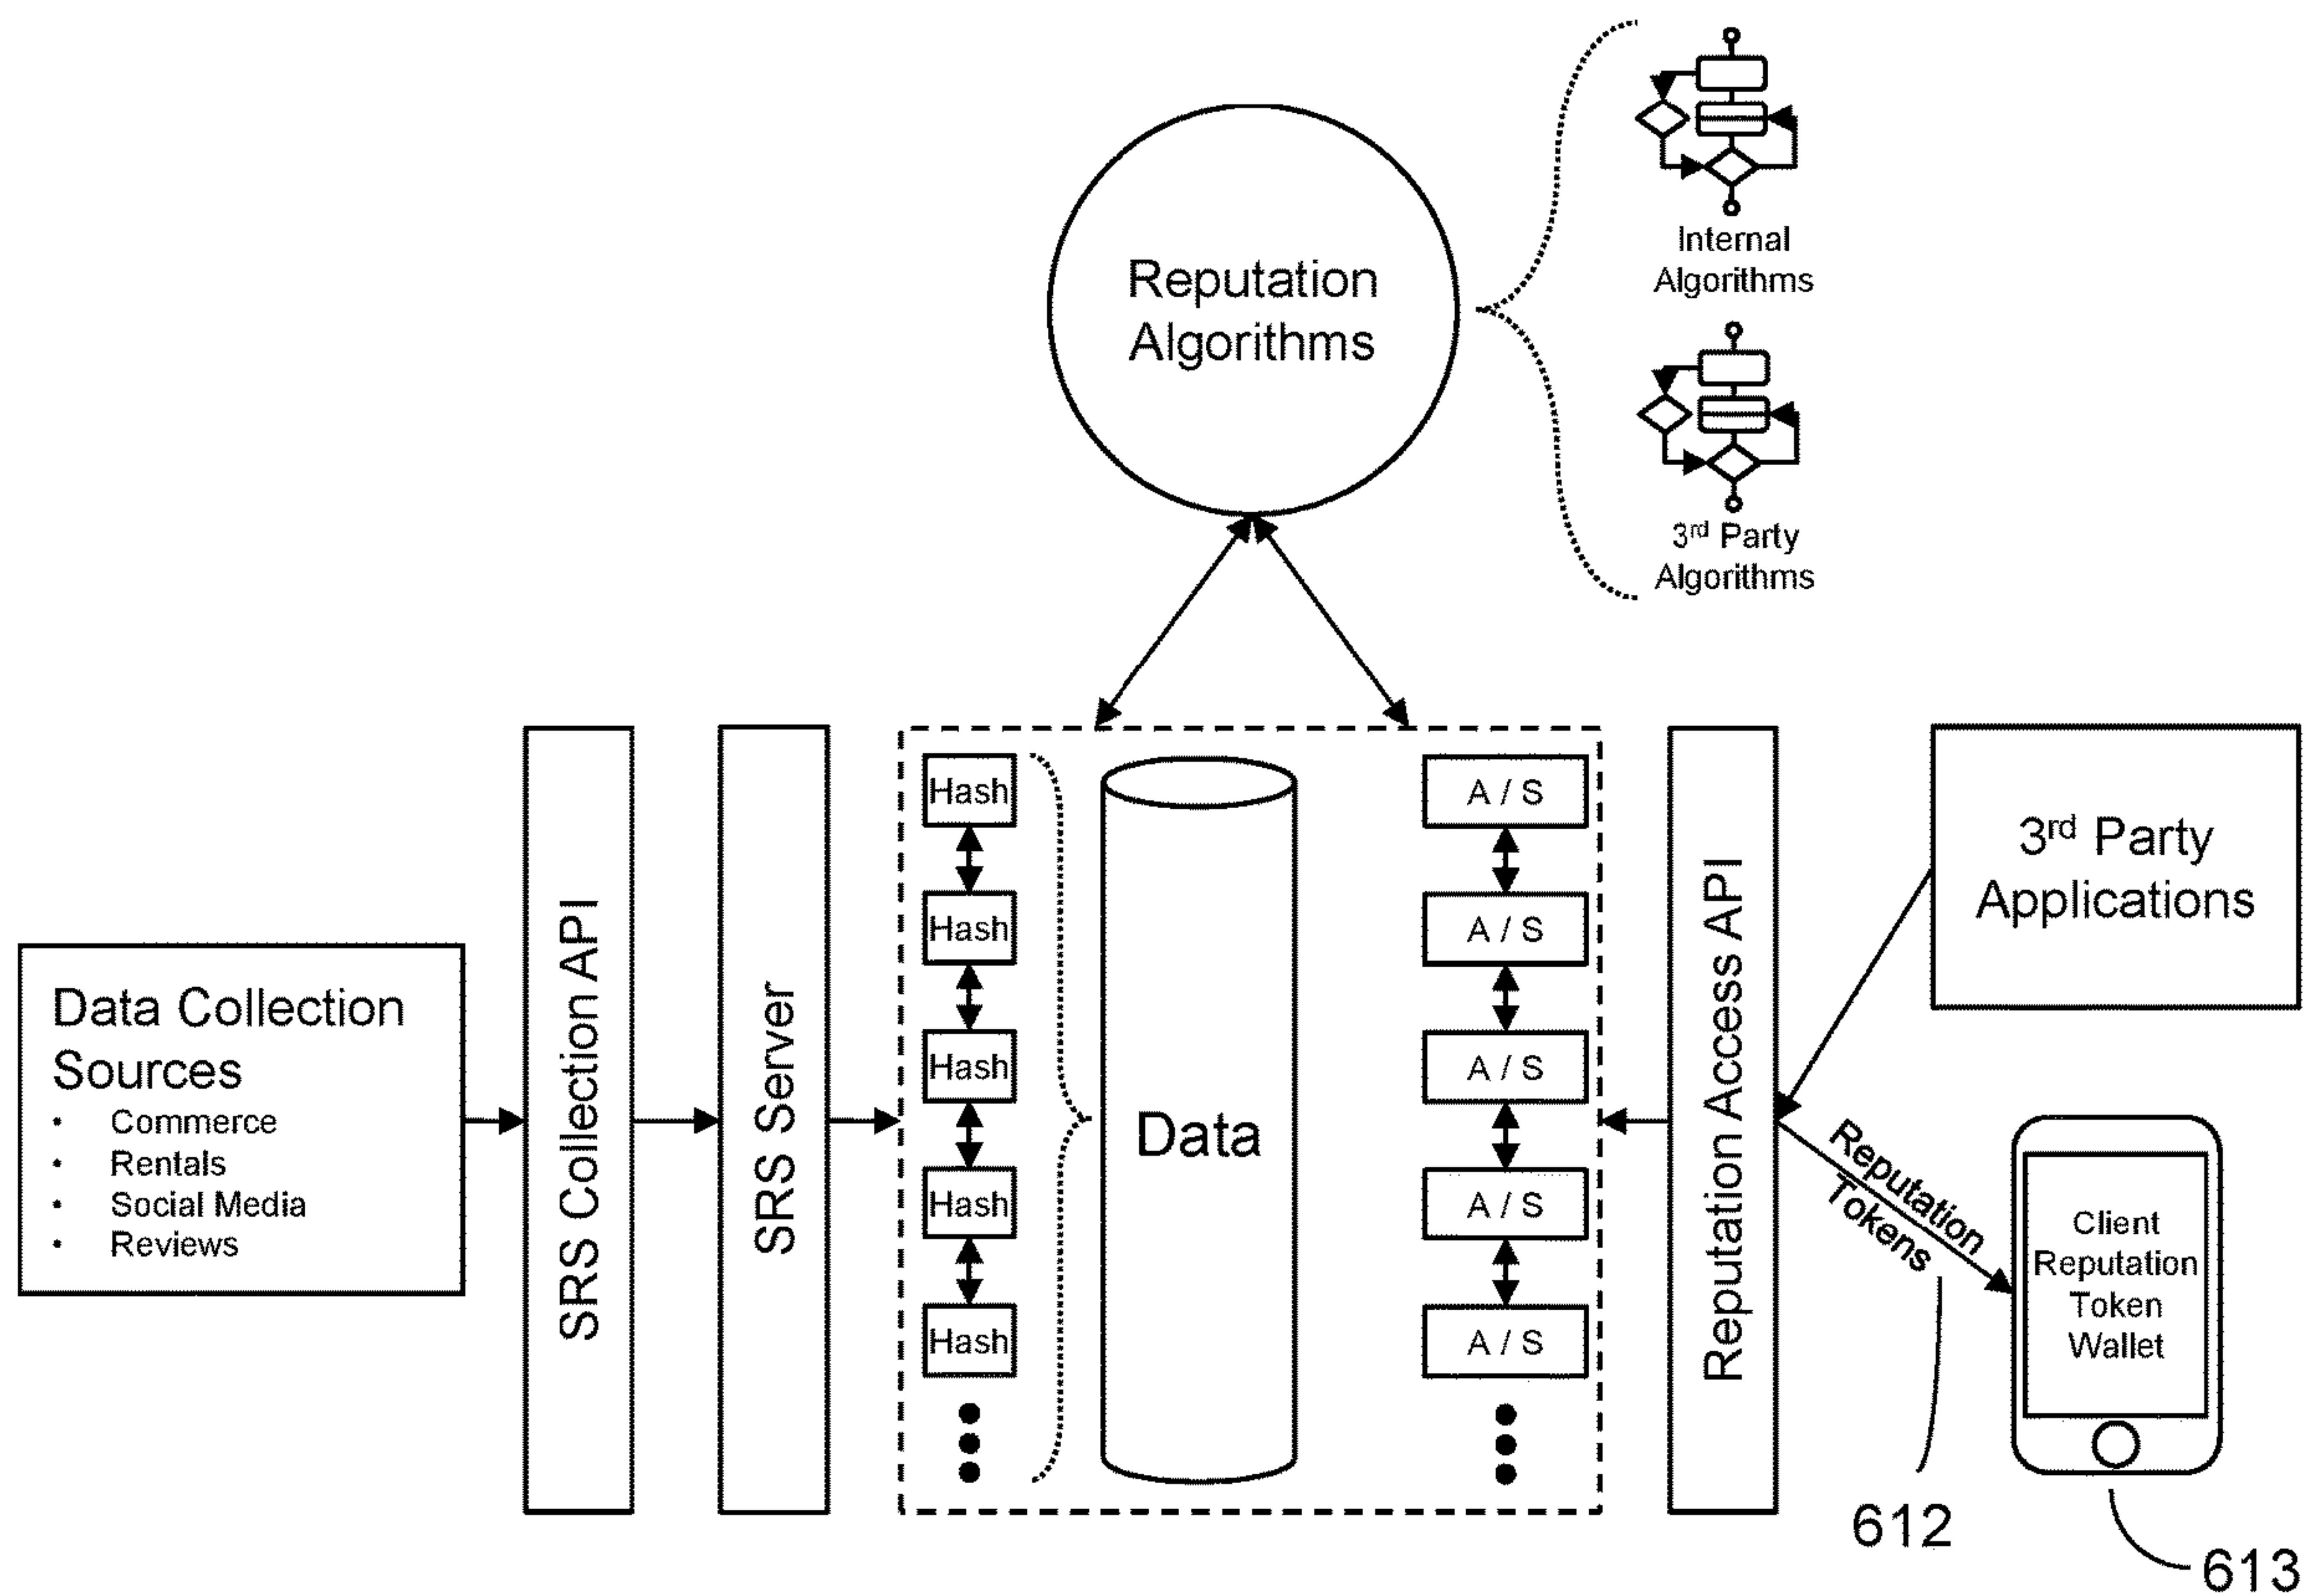 Reputation
Algorithms
Internal
Algorithms
3rd Party
Algorithms
Data Collection
Sources
• Commerce
• Rentals
• Social Media
• Reviews
SRS Collection API
SRS Server
Hash
Hash
Hash
Hash
Hash
Data
A / S
A / S
A / S
A / S
A / S
Reputation Access API
3rd Party
Applications
Reputation
Tokens
Client
Reputation
Token
Wallet
612
613